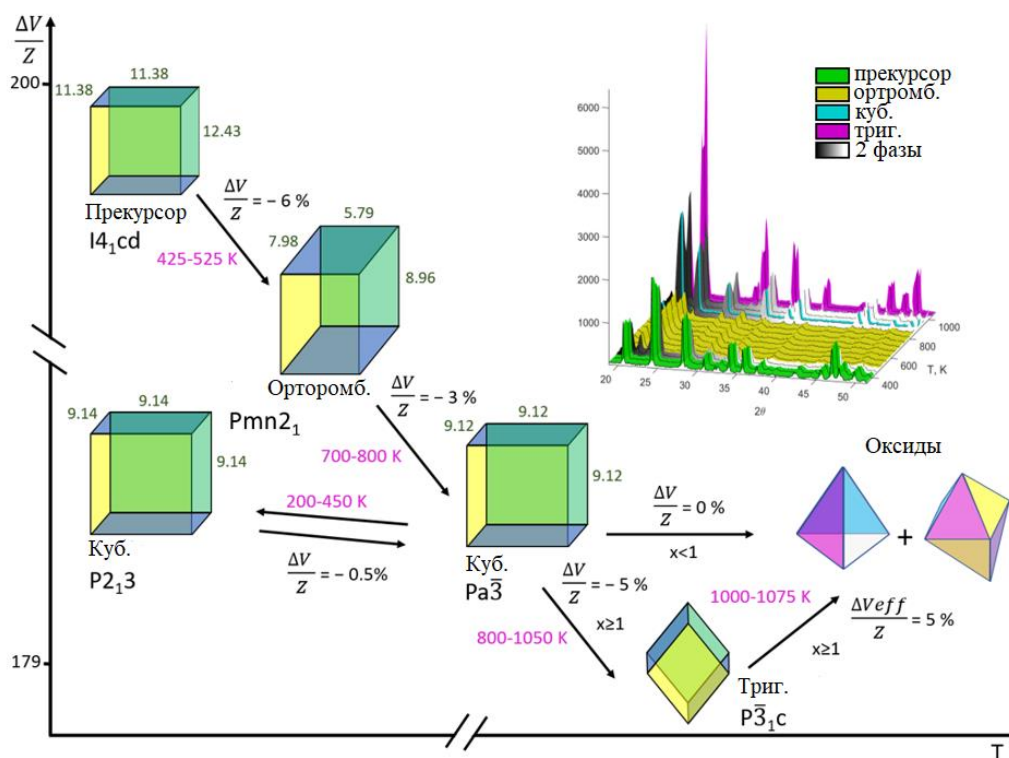 ΔV
Z
200
11.38
11.38
12.43
Прекурсор
I4₁cd
ΔV/Z = − 6 %
425-525 K
5.79
7.98
8.96
Орторомб.
Pmn2₁
ΔV/Z = − 3 %
700-800 K
9.14
9.14
9.14
Куб.
P2₁3
200-450 K
ΔV/Z = − 0.5%
9.12
9.12
9.12
Куб.
Pa3̅
ΔV/Z = 0 %
x<1
Оксиды
+
ΔV/Z = − 5 %
x≥1
800-1050 K
1000-1075 K
ΔVeff/Z = 5 %
x≥1
Триг.
P3̅₁c
179
T
прекурсор
ортромб.
куб.
триг.
2 фазы
6000
5000
4000
3000
2000
1000
20
25
30
35
40
45
50
2θ
400
600
800
1000
T, K